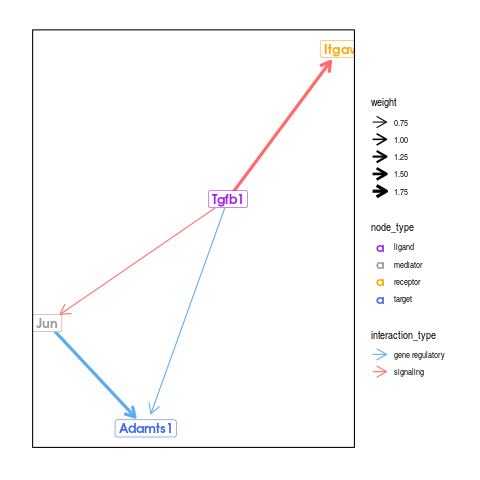 Itgav
Tgfb1
Jun
Adamts1
weight
0.75
1.00
1.25
1.50
1.75
node_type
a ligand
a mediator
a receptor
a target
interaction_type
gene regulatory
signaling